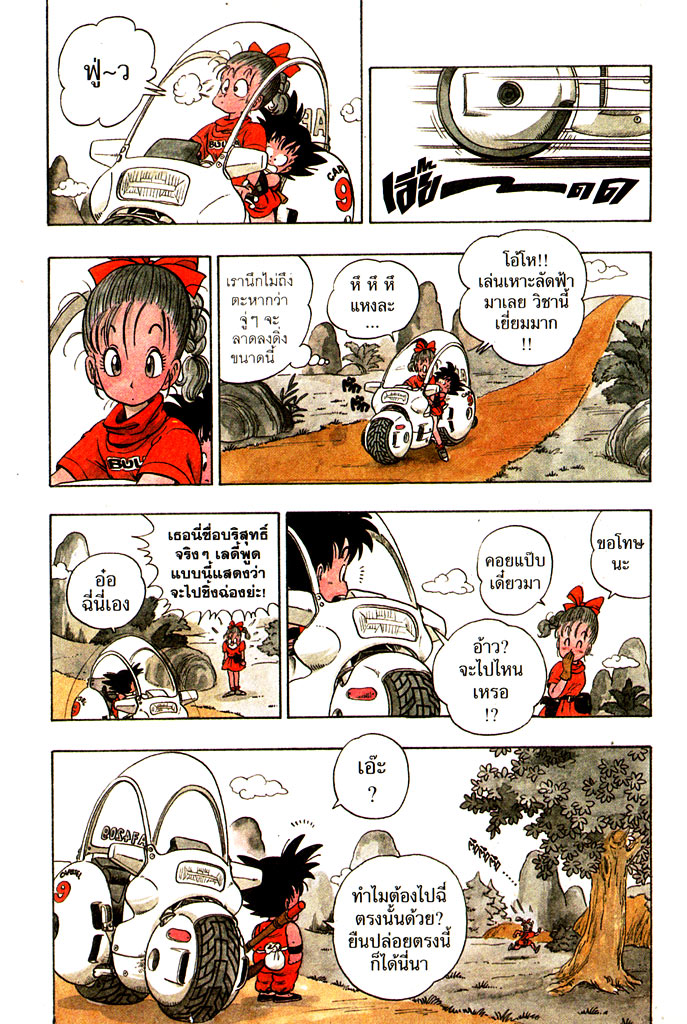 ฟู่~ว
BUL
CAPSUL
9
เอี๊ยดดด
โอ้โห!!
เล่นเหาะลัดฟ้า
มาเลย วิชานี้
เยี่ยมมาก
!!
หึ หึ หึ
แหงละ
...
เรานึกไม่ถึง
ตะหากว่า
จู่ๆ จะ
ลาดลงดิ่ง
ขนาดนี้
BUL
ขอโทษ
นะ
คอยแป๊บ
เดี๋ยวมา
อ้าว?
จะไปไหน
เหรอ
!?
เธอนี่ชื่อบริสุทธิ์
จริงๆ เลดี้พูด
แบบนี้แสดงว่า
จะไปชิ้งฉ่องย่ะ!
อ๋อ
ฉี่นี่เอง
เอ๊ะ
?
9
ทำไมต้องไปฉี่
ตรงนั้นด้วย?
ยืนปล่อยตรงนี้
ก็ได้นี่นา